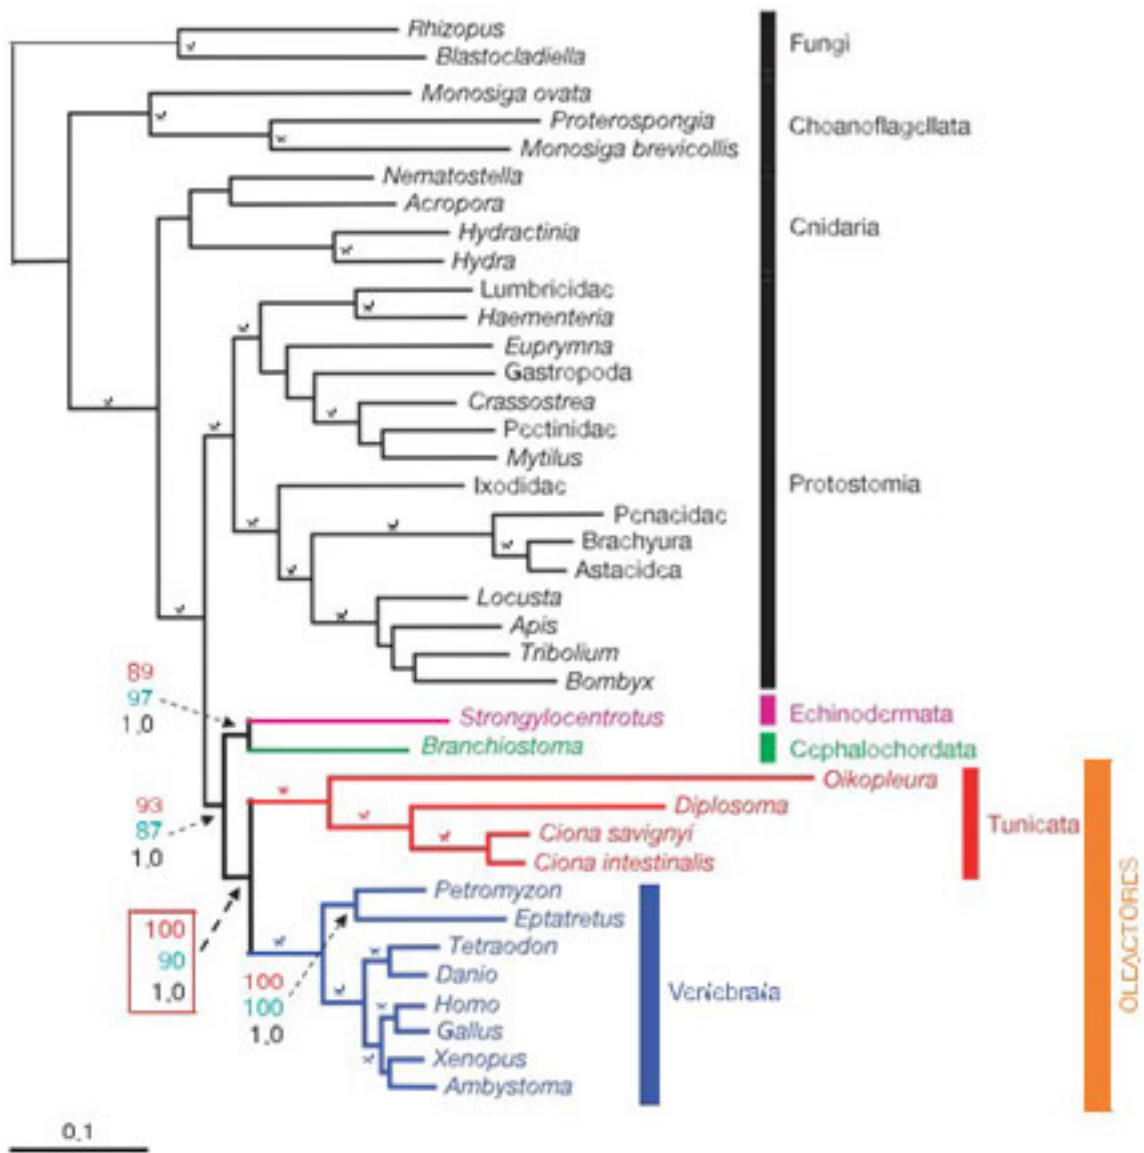 Rhizopus
Blastocladiella
Fungi
Monosiga ovata
Proterospongia
Monosiga brevicollis
Choanoflagellata
Nematostella
Acropora
Hydractinia
Hydra
Cnidaria
Lumbricidae
Haementeria
Euprymna
Gastropoda
Crassostrea
Pectinidae
Mytilus
Ixodidae
Protostomia
Penaeidae
Brachyura
Astacidea
Locusta
Apis
Tribolium
Bombyx
89
97
1,0
Strongylocentrotus
Echinodermata
Branchiostoma
Cephalochordata
Oikopleura
Diplosoma
Ciona savignyi
Ciona intestinalis
Tunicata
93
87
1,0
OLFACTORES
100
90
1,0
100
100
1,0
Petromyzon
Eptatretus
Tetraodon
Danio
Homo
Gallus
Xenopus
Ambystoma
Vertebrata
0,1